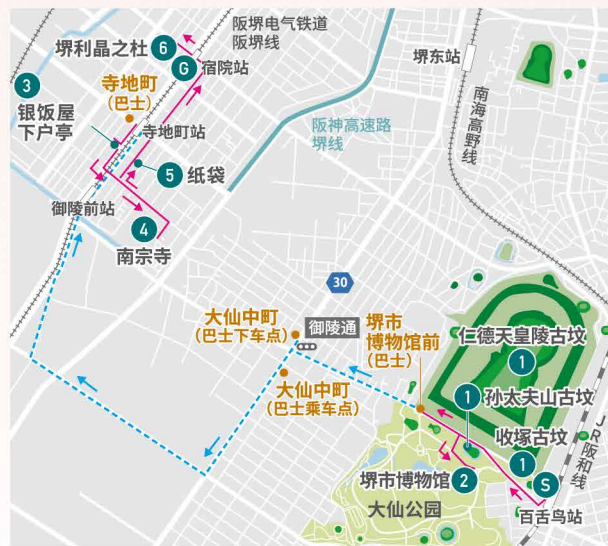 阪堺电气铁道
阪堺线
堺利晶之杜
6
G
宿院站
堺东站
3
银饭屋
下户亭
寺地町
（巴士）
寺地町站
阪神高速路
堺线
南海高野线
5
纸袋
御陵前站
4
南宗寺
30
大仙中町
（巴士下车点）
御陵通
堺市
博物馆前
（巴士）
仁德天皇陵古坟
1
大仙中町
（巴士乘车点）
1
孙太夫山古坟
收塚古坟
1
S
JR阪和线
堺市博物馆
2
大仙公园
百舌鸟站